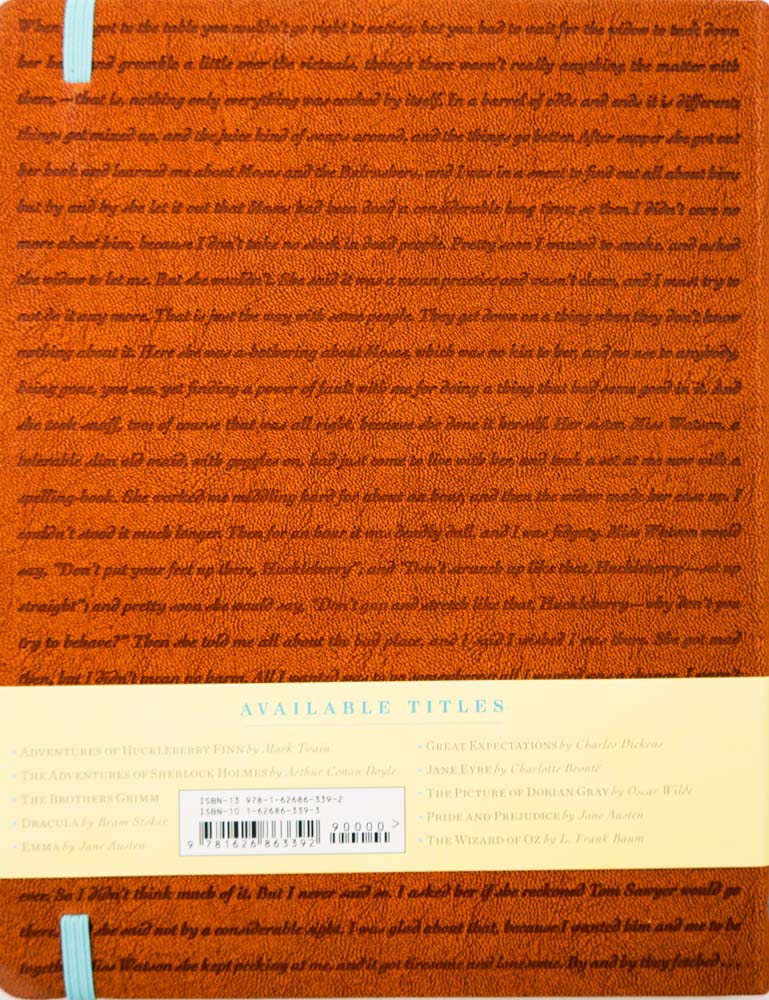 When you got to the table you couldn't go right to eating, but you had to wait for the widow to tuck down
her head and grumble a little over the victuals, though there warn't really anything the matter with
them,—that is, nothing only everything was cooked by itself. In a barrel of odds and ends it is different;
things get mixed up, and the juice kind of swaps around, and the things go better. After supper she got out
her book and learned me about Moses and the Bulrushers, and I was in a sweat to find out all about him;
but by and by she let it out that Moses had been dead a considerable long time; so then I didn't care no
more about him, because I don't take no stock in dead people. Pretty soon I wanted to smoke, and asked
the widow to let me. But she wouldn't. She said it was a mean practice and wasn't clean, and I must try to
not do it any more. That is just the way with some people. They get down on a thing when they don't know
nothing about it. Here she was a-bothering about Moses, which was no kin to her, and no use to anybody,
being gone, you see, yet finding a power of fault with me for doing a thing that had some good in it. And
she took snuff, too; of course that was all right, because she done it herself. Her sister, Miss Watson, a
tolerable slim old maid, with goggles on, had just come to live with her, and took a set at me now with a
spelling-book. She worked me middling hard for about an hour, and then the widow made her ease up. I
couldn't stood it much longer. Then for an hour it was deadly dull, and I was fidgety. Miss Watson would
say, "Don't put your feet up there, Huckleberry"; and "Don't scrunch up like that, Huckleberry—set up
straight"; and pretty soon she would say, "Don't gap and stretch like that, Huckleberry—why don't you
try to behave?" Then she told me all about the bad place, and I said I wished I was there. She got mad
then, but I didn't mean no harm. All I wanted was to
AVAILABLE TITLES
• ADVENTURES OF HUCKLEBERRY FINN by Mark Twain
• THE ADVENTURES OF SHERLOCK HOLMES by Arthur Conan Doyle
• THE BROTHERS GRIMM
• DRACULA by Bram Stoker
• EMMA by Jane Austen
• GREAT EXPECTATIONS by Charles Dickens
• JANE EYRE by Charlotte Brontë
• THE PICTURE OF DORIAN GRAY by Oscar Wilde
• PRIDE AND PREJUDICE by Jane Austen
• THE WIZARD OF OZ by L. Frank Baum
ISBN-13 978-1-62686-339-2
ISBN-10 1-62686-339-3
90000>
9 781626 863392
ever. So I didn't think much of it. But I never said so. I asked her if she reckoned Tom Sawyer would go
there, and she said not by a considerable sight. I was glad about that, because I wanted him and me to be
together. Miss Watson she kept pecking at me, and it got tiresome and lonesome. By and by they fetched ...